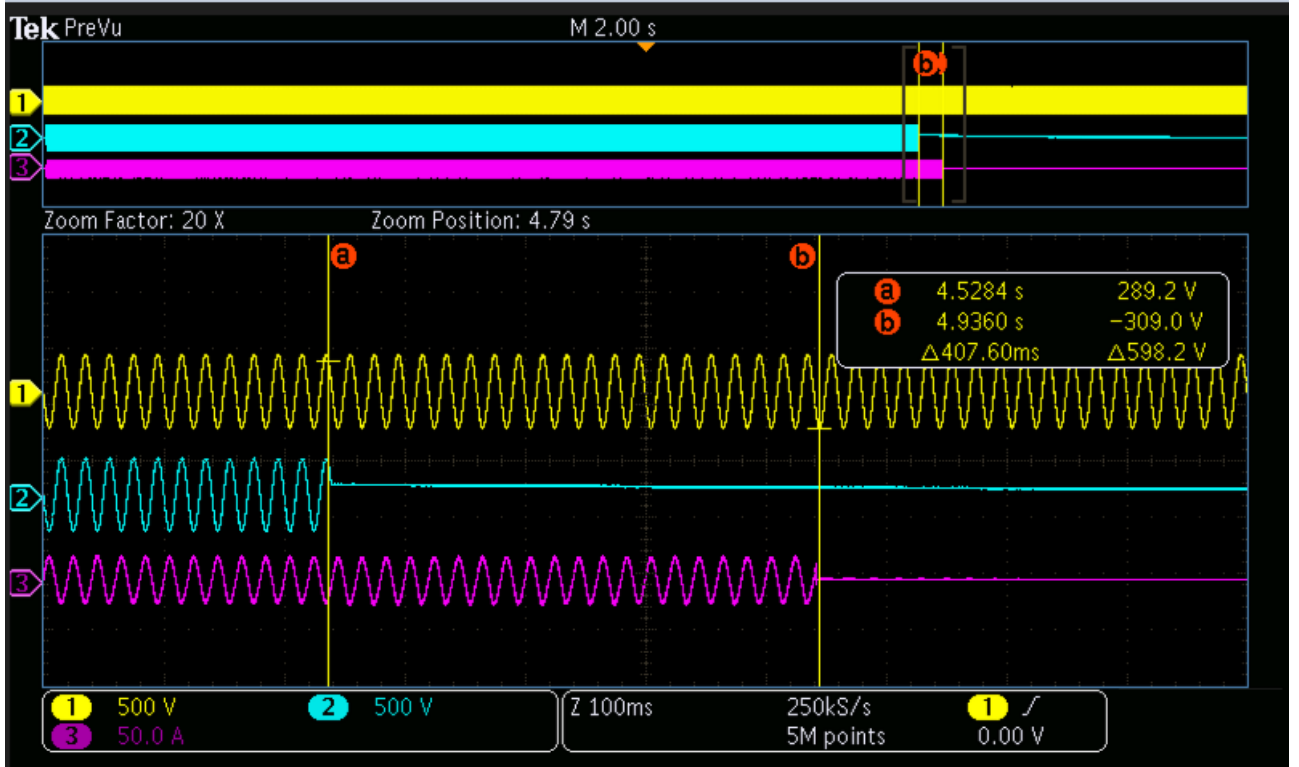 Tek PreVu M 2.00 s
b
1
2
3
Zoom Factor: 20 X Zoom Position: 4.79 s
a b
a 4.5284 s 289.2 V
b 4.9360 s −309.0 V
△407.60ms △598.2 V
1
2
3
1 500 V 2 500 V Z 100ms 250kS/s 1
3 50.0 A 5M points 0.00 V